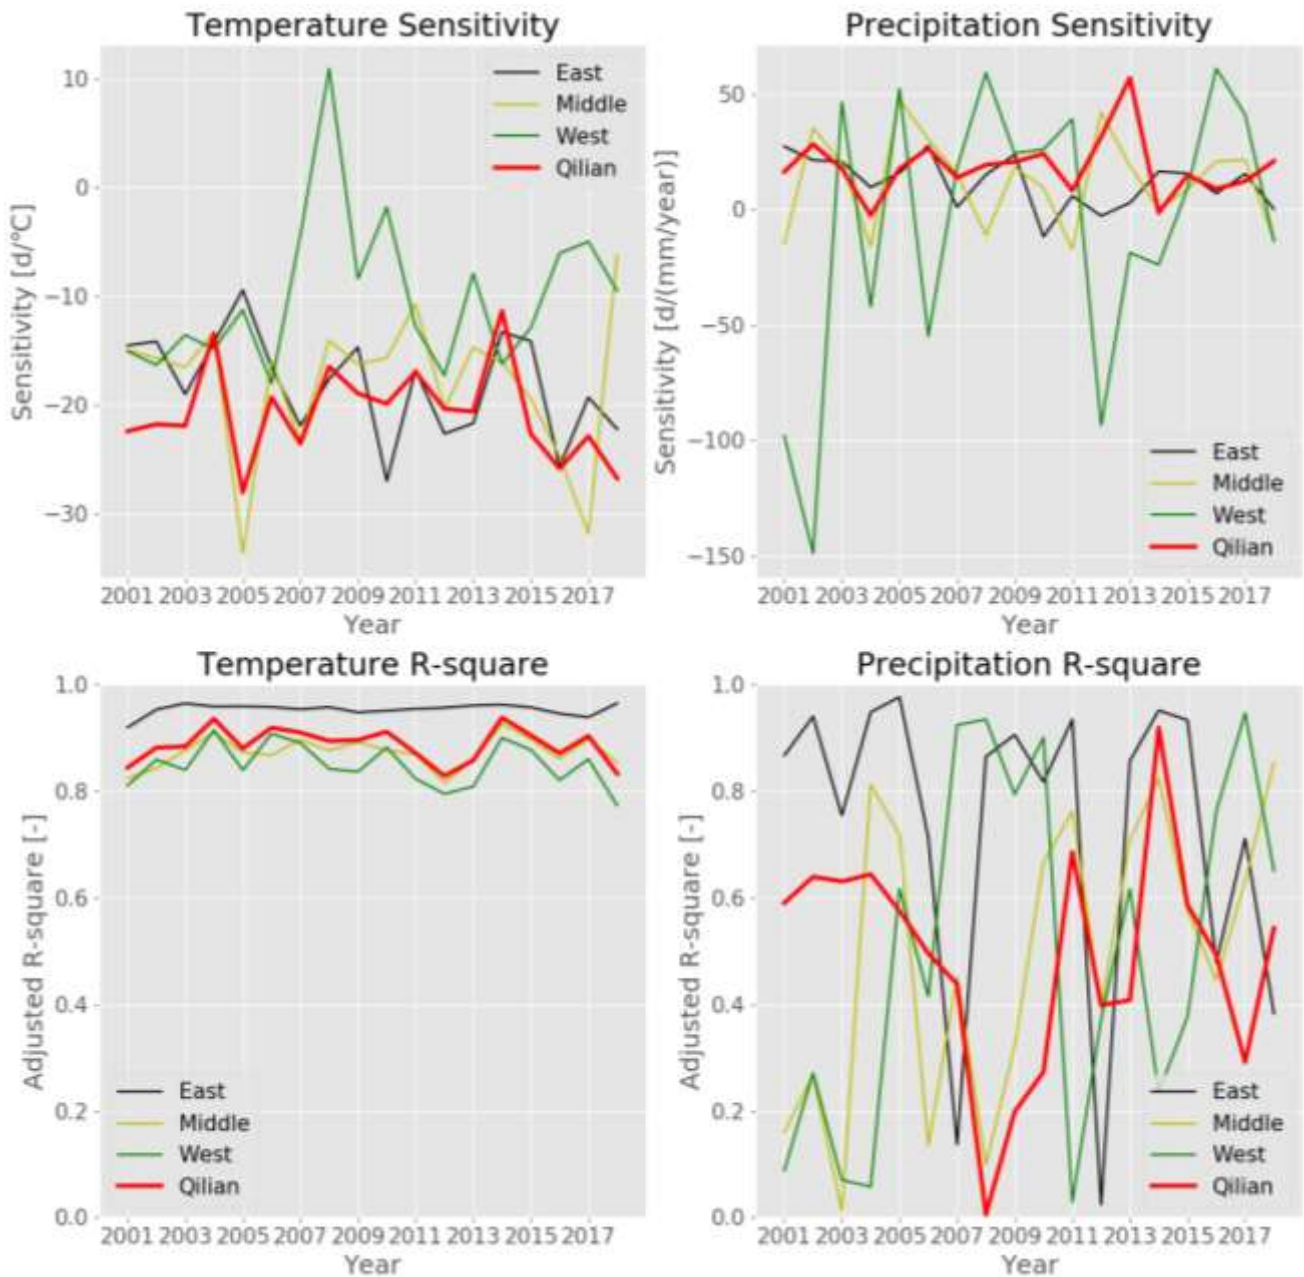 Temperature Sensitivity
Sensitivity [d/°C]
10
0
−10
−20
−30
East
Middle
West
Qilian
2001 2003 2005 2007 2009 2011 2013 2015 2017
Year
Precipitation Sensitivity
Sensitivity [d/(mm/year)]
50
0
−50
−100
−150
East
Middle
West
Qilian
2001 2003 2005 2007 2009 2011 2013 2015 2017
Year
Temperature R-square
Adjusted R-square [-]
1.0
0.8
0.6
0.4
0.2
0.0
East
Middle
West
Qilian
2001 2003 2005 2007 2009 2011 2013 2015 2017
Year
Precipitation R-square
Adjusted R-square [-]
1.0
0.8
0.6
0.4
0.2
0.0
East
Middle
West
Qilian
2001 2003 2005 2007 2009 2011 2013 2015 2017
Year